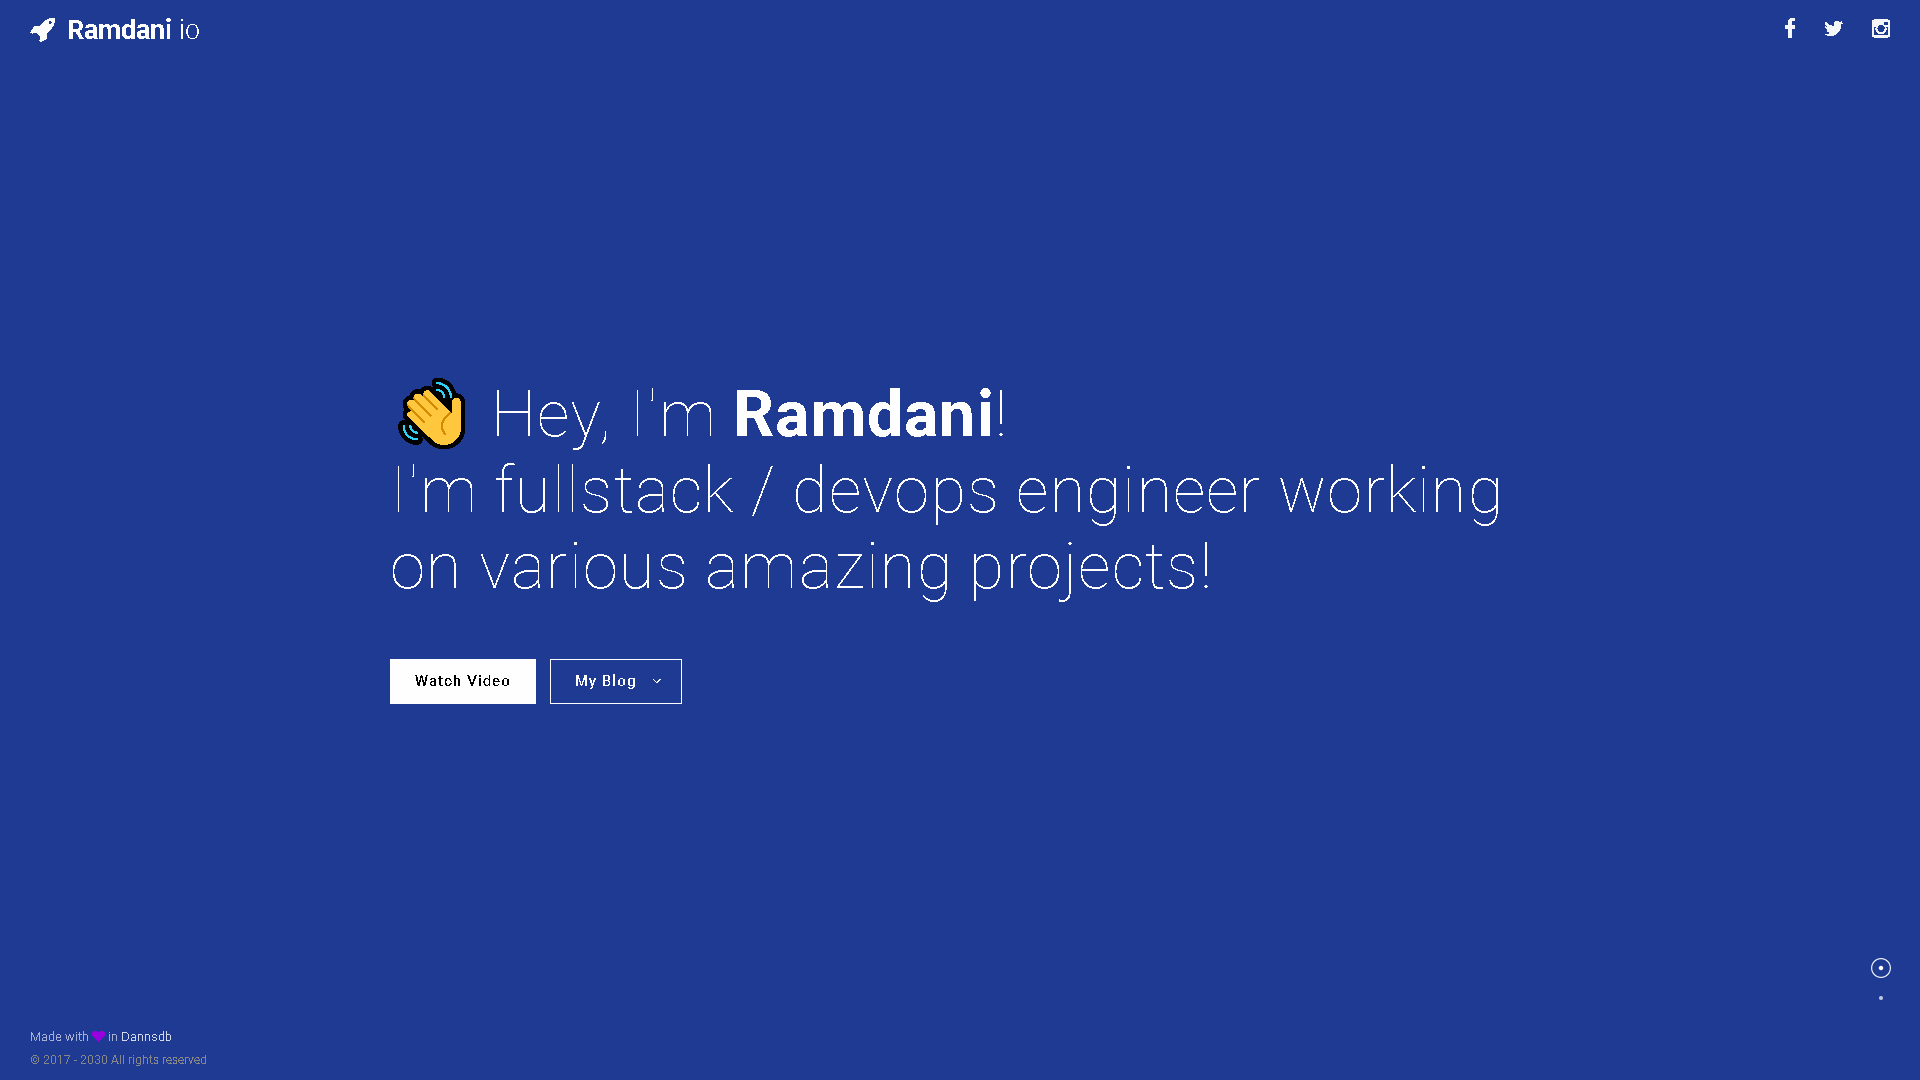 Ramdani io
👋 Hey, I'm Ramdani!
I'm fullstack / devops engineer working
on various amazing projects!
Watch Video
My Blog
Made with 💜 in Dannsdb
© 2017 - 2030 All rights reserved